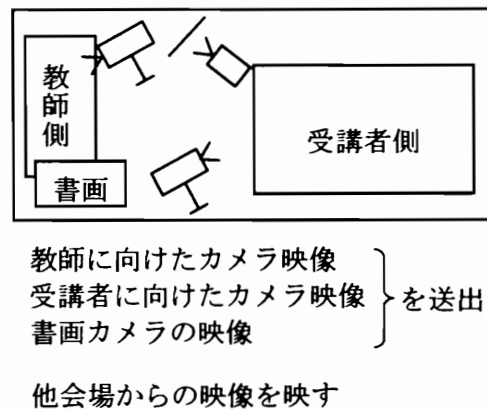 教師側
書画
受講者側
教師に向けたカメラ映像
受講者に向けたカメラ映像
書画カメラの映像
を送出
他会場からの映像を映す